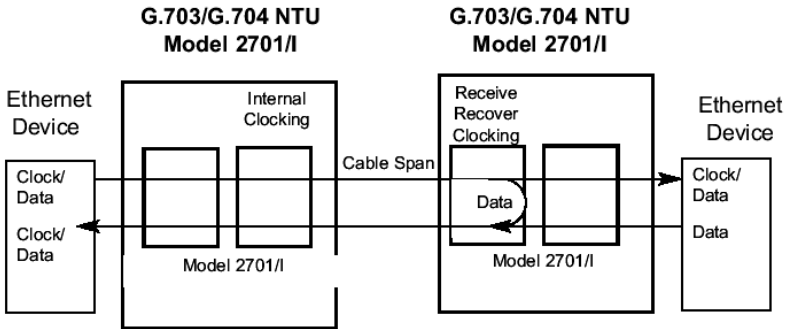 G.703/G.704 NTU
Model 2701/I
G.703/G.704 NTU
Model 2701/I
Ethernet
Device
Internal
Clocking
Receive
Recover
Clocking
Ethernet
Device
Cable Span
Clock/
Data
Clock/
Data
Data
Clock/
Data
Data
Model 2701/I
Model 2701/I